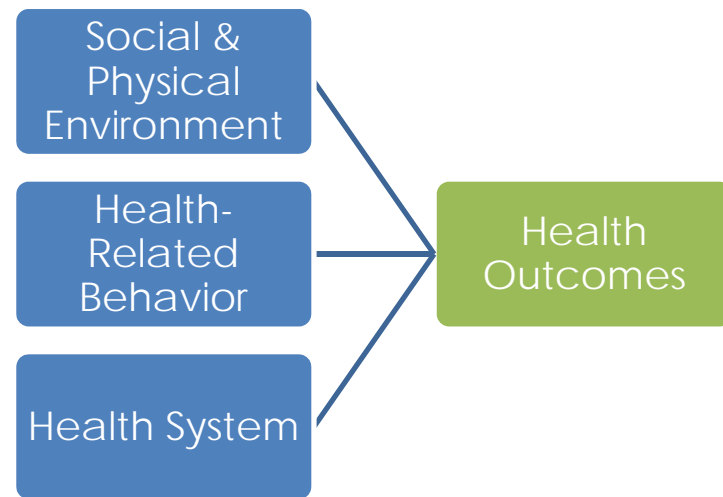 Social &
Physical
Environment
Health-
Related
Behavior
Health System
Health
Outcomes